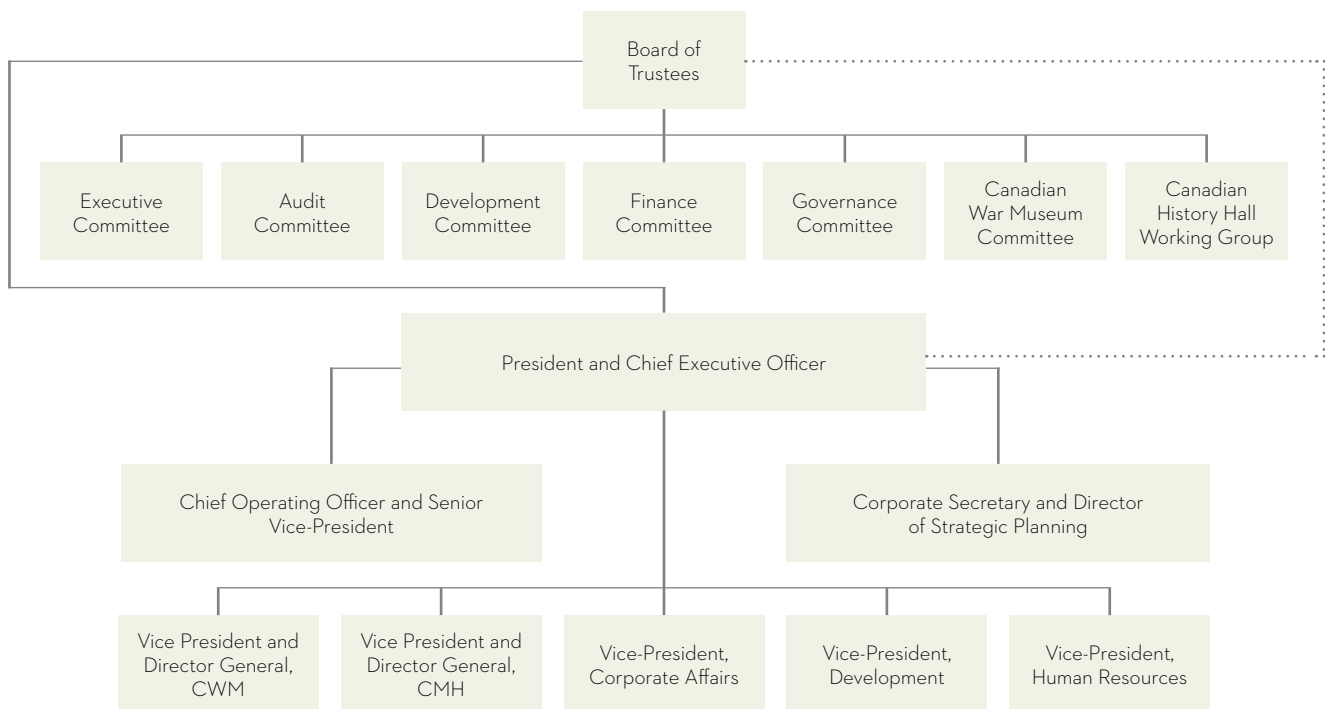 Board of
Trustees
Executive
Committee
Audit
Committee
Development
Committee
Finance
Committee
Governance
Committee
Canadian
War Museum
Committee
Canadian
History Hall
Working Group
President and Chief Executive Officer
Chief Operating Officer and Senior
Vice-President
Corporate Secretary and Director
of Strategic Planning
Vice President and
Director General,
CWM
Vice President and
Director General,
CMH
Vice-President,
Corporate Affairs
Vice-President,
Development
Vice-President,
Human Resources